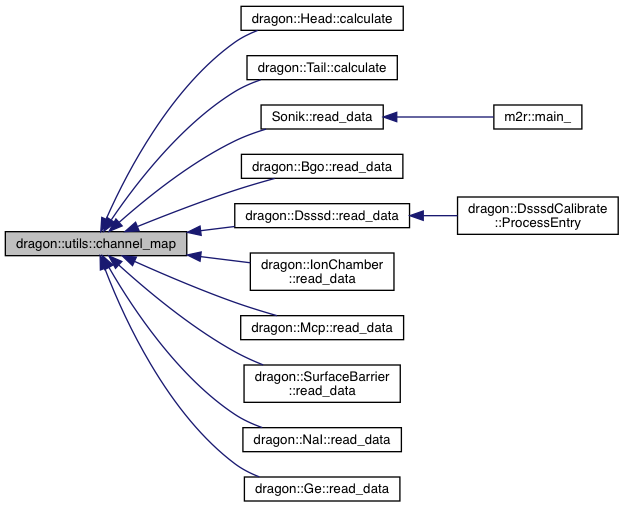 dragon::Head::calculate
dragon::Tail::calculate
Sonik::read_data
m2r::main_
dragon::Bgo::read_data
dragon::Dsssd::read_data
dragon::DsssdCalibrate
::ProcessEntry
dragon::utils::channel_map
dragon::IonChamber
::read_data
dragon::Mcp::read_data
dragon::SurfaceBarrier
::read_data
dragon::NaI::read_data
dragon::Ge::read_data